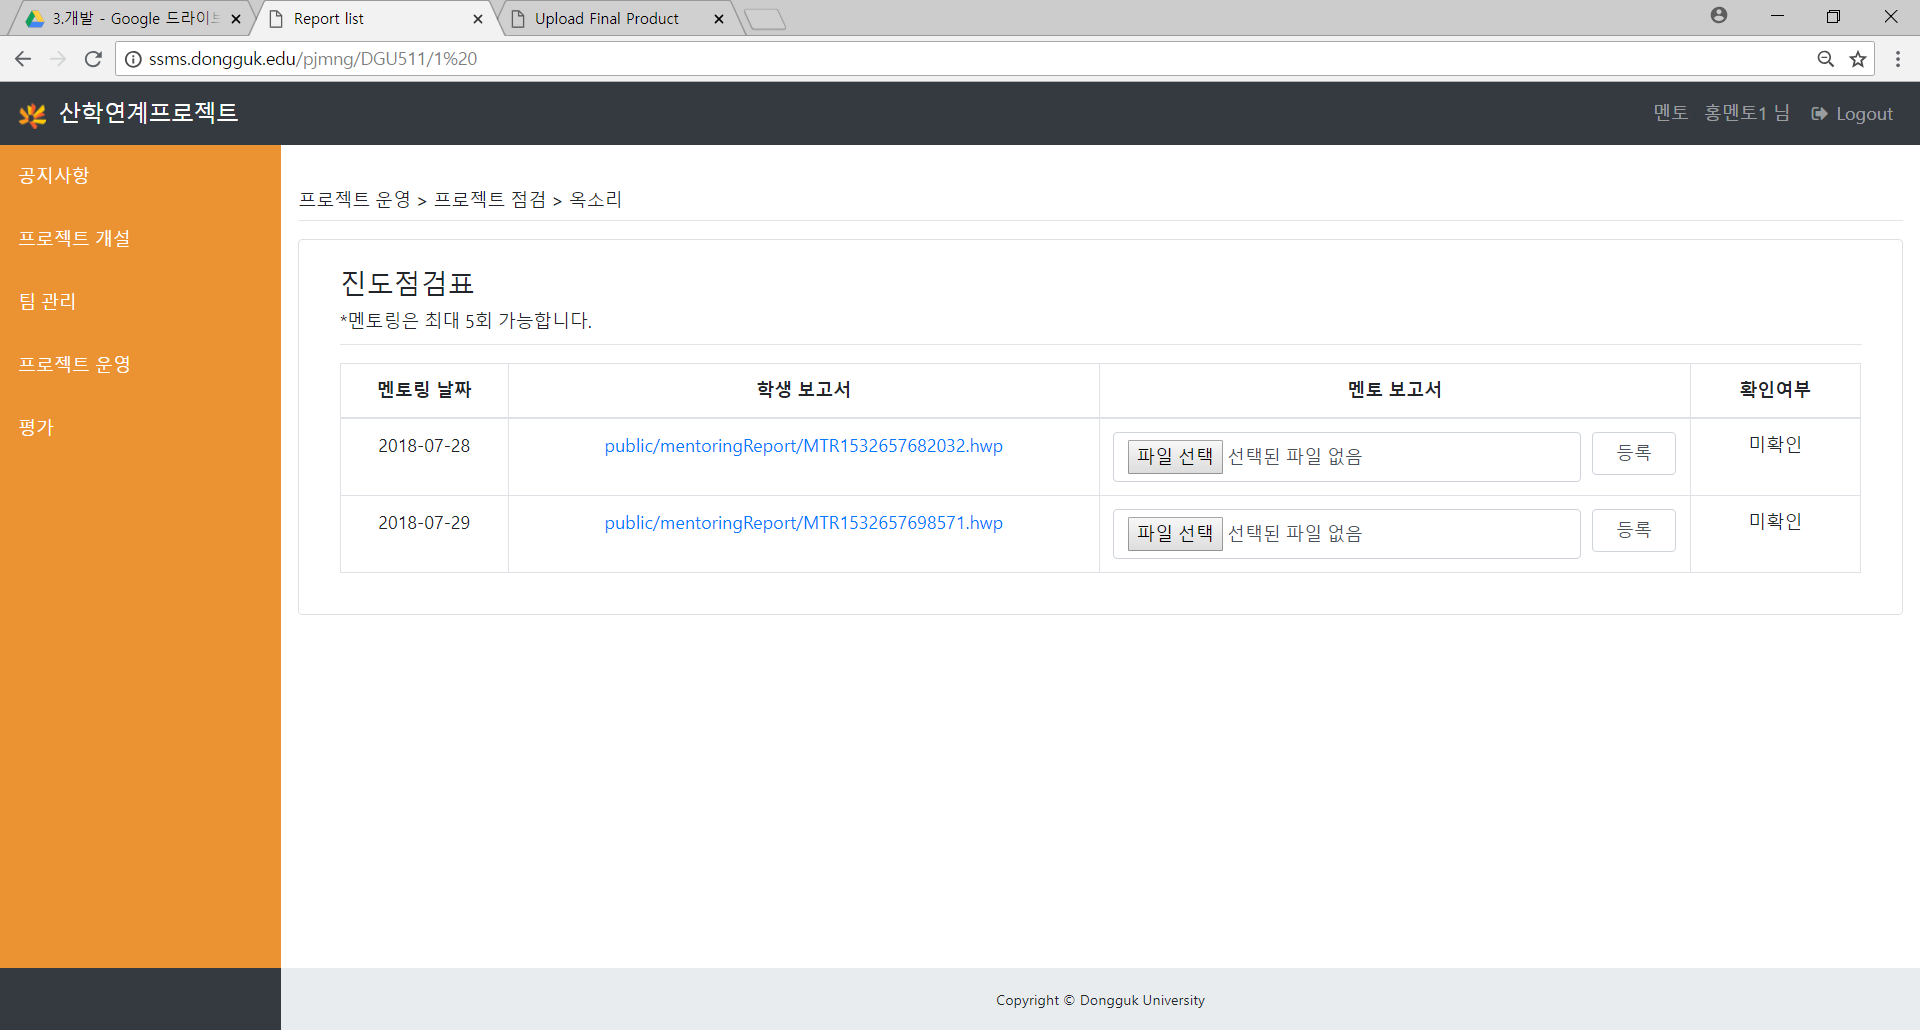 3.개발 - Google 드라이브
Report list
Upload Final Product
ssms.dongguk.edu/pjmng/DGU511/1%20
산학연계프로젝트
멘토 홍멘토1 님 Logout
공지사항
프로젝트 개설
팀 관리
프로젝트 운영
평가
프로젝트 운영 > 프로젝트 점검 > 옥소리
진도점검표
*멘토링은 최대 5회 가능합니다.
멘토링 날짜 학생 보고서 멘토 보고서 확인여부
2018-07-28 public/mentoringReport/MTR1532657682032.hwp 파일 선택 선택된 파일 없음 등록 미확인
2018-07-29 public/mentoringReport/MTR1532657698571.hwp 파일 선택 선택된 파일 없음 등록 미확인
Copyright © Dongguk University